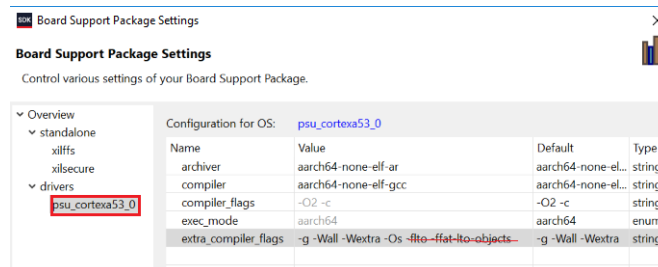 SDK Board Support Package Settings
Board Support Package Settings
Control various settings of your Board Support Package.
Overview
standalone
xilffs
xilsecure
drivers
psu_cortexa53_0
Configuration for OS: psu_cortexa53_0
Name Value Default Type
archiver aarch64-none-elf-ar aarch64-none-el... string
compiler aarch64-none-elf-gcc aarch64-none-el... string
compiler_flags -O2 -c -O2 -c string
exec_mode aarch64 aarch64 enum
extra_compiler_flags -g -Wall -Wextra -Os -flto -ffat-lto-objects -g -Wall -Wextra string